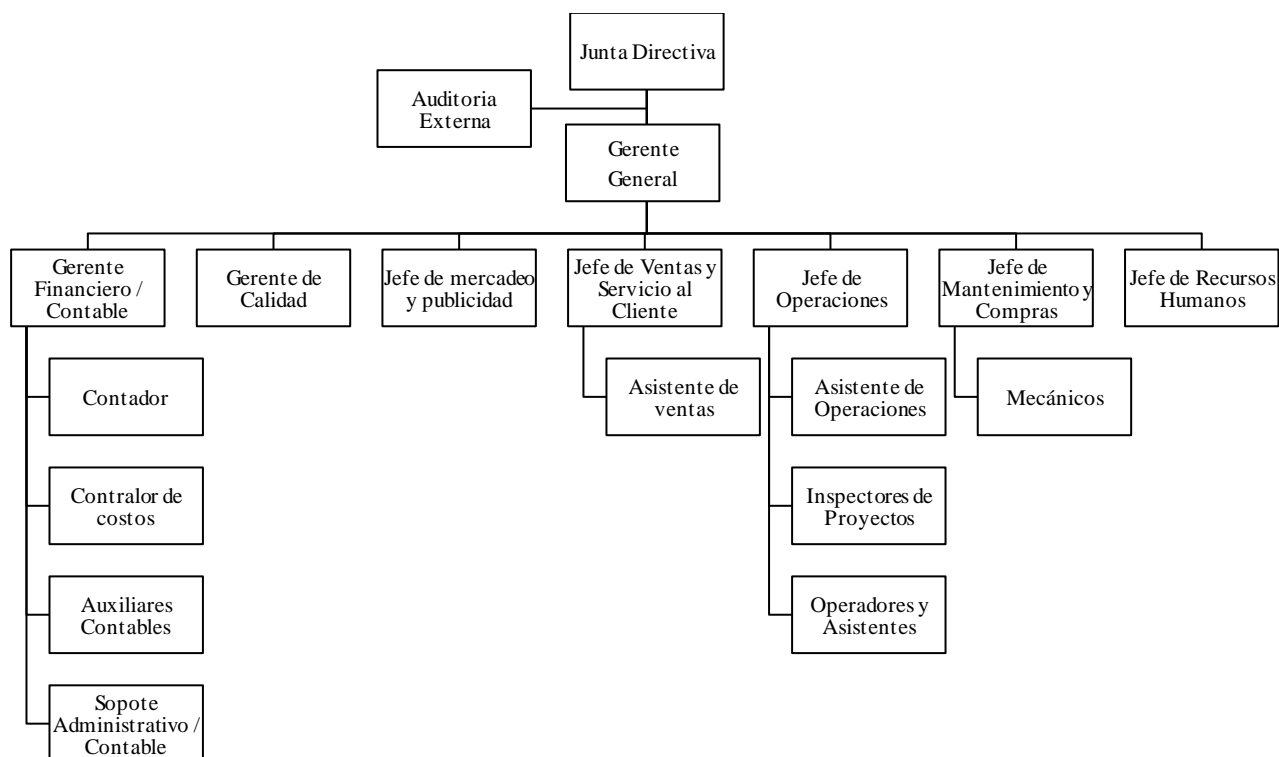 Junta Directiva
Auditoria
Externa
Gerente
General
Gerente
Financiero /
Contable
Gerente de
Calidad
Jefe de mercadeo
y publicidad
Jefe de Ventas y
Servicio al
Cliente
Jefe de
Operaciones
Jefe de
Mantenimiento y
Compras
Jefe de Recursos
Humanos
Contador
Contralor de
costos
Auxiliares
Contables
Sopote
Administrativo /
Contable
Asistente de
ventas
Asistente de
Operaciones
Inspectores de
Proyectos
Operadores y
Asistentes
Mecánicos